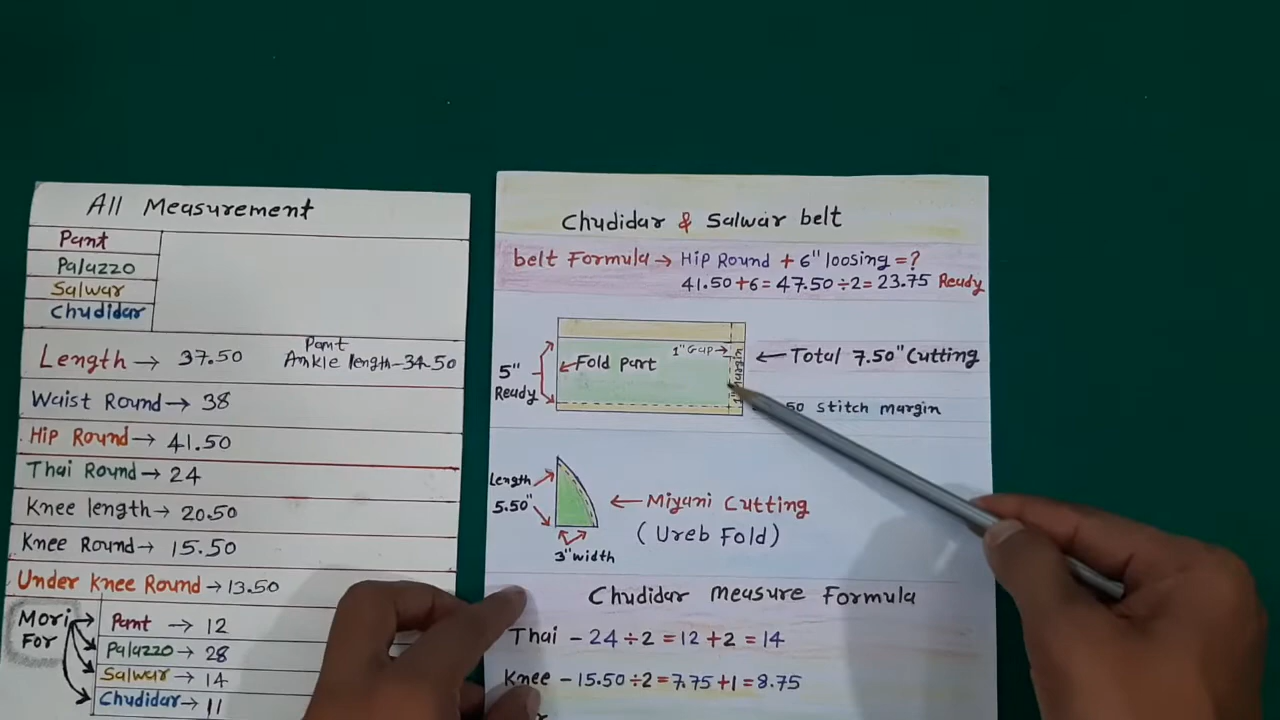 All Measurement
Pant
Palazzo
Salwar
Chudidar
Length → 37.50
Pant
Ankle length-34.50
Waist Round → 38
Hip Round → 41.50
Thai Round → 24
Knee length → 20.50
Knee Round → 15.50
Under Knee Round → 13.50
Mori For
Pant → 12
Palazzo → 28
Salwar → 14
Chudidar → 11
Chudidar & Salwar belt
belt Formula → Hip Round + 6" loosing = ?
41.50 + 6 = 47.50 ÷ 2 = 23.75 Ready
1" Gap →
← Total 7.50" Cutting
← Fold Part
5"
Ready
50 stitch margin
Length
5.50"
← Miyani Cutting
(Ureb Fold)
3" width
Chudidar measure Formula
Thai - 24 ÷ 2 = 12 + 2 = 14
Knee - 15.50 ÷ 2 = 7.75 + 1 = 8.75